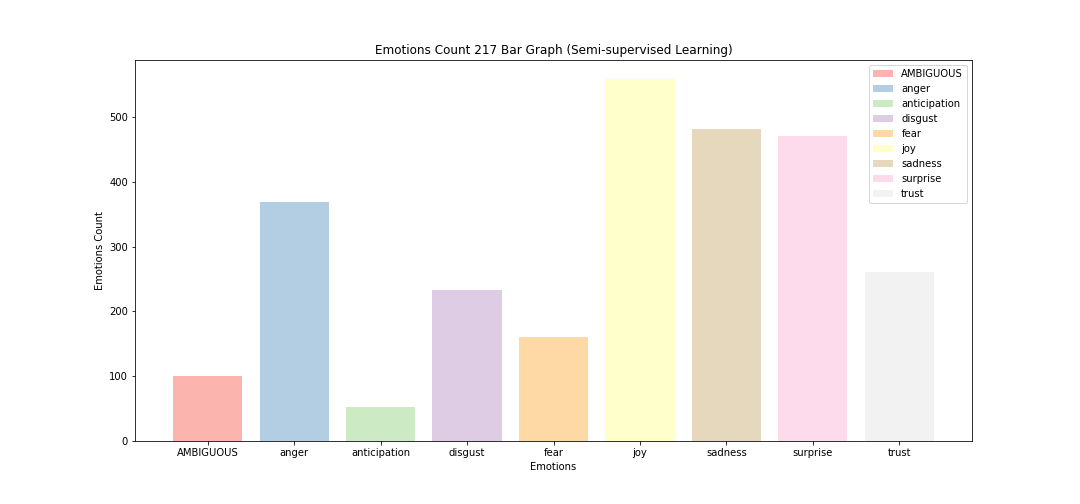 Emotions Count 217 Bar Graph (Semi-supervised Learning)
AMBIGUOUS
anger
anticipation
disgust
fear
joy
sadness
surprise
trust
Emotions Count
500
400
300
200
100
0
AMBIGUOUS anger anticipation disgust fear joy sadness surprise trust
Emotions